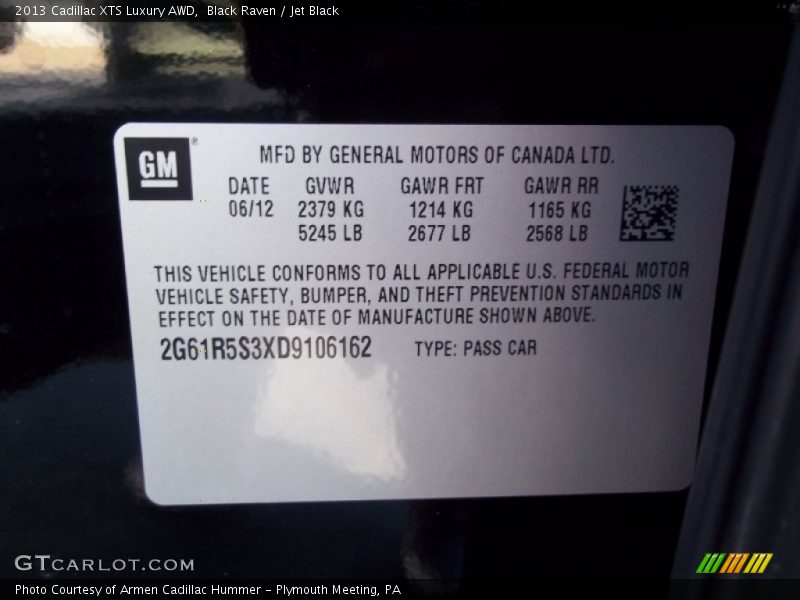 2013 Cadillac XTS Luxury AWD,  Black Raven / Jet Black
GM®
MFD BY GENERAL MOTORS OF CANADA LTD.
DATE GVWR GAWR FRT GAWR RR
06/12 2379 KG 1214 KG 1165 KG
5245 LB 2677 LB 2568 LB
THIS VEHICLE CONFORMS TO ALL APPLICABLE U.S. FEDERAL MOTOR
VEHICLE SAFETY, BUMPER, AND THEFT PREVENTION STANDARDS IN
EFFECT ON THE DATE OF MANUFACTURE SHOWN ABOVE.
2G61R5S3XD9106162 TYPE: PASS CAR
GTCARLOT.COM
Photo Courtesy of Armen Cadillac Hummer – Plymouth Meeting, PA